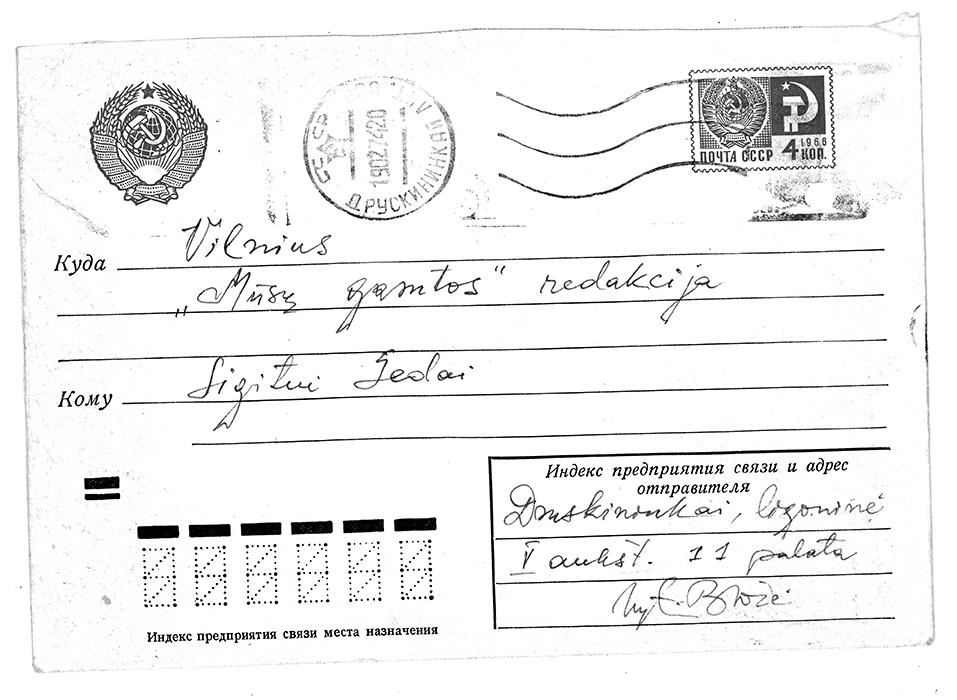 СССР
19027420
ДРУСКИНИНКАЙ
1966
ПОЧТА СССР 4 КОП.
Куда Vilnius
„Mūsų gamtos" redakcija
Кому Sigitui Gedai
Индекс предприятия связи и адрес
отправителя
Druskininkai, ligoninė
V aukšt. 11 palata
Индекс предприятия связи места назначения